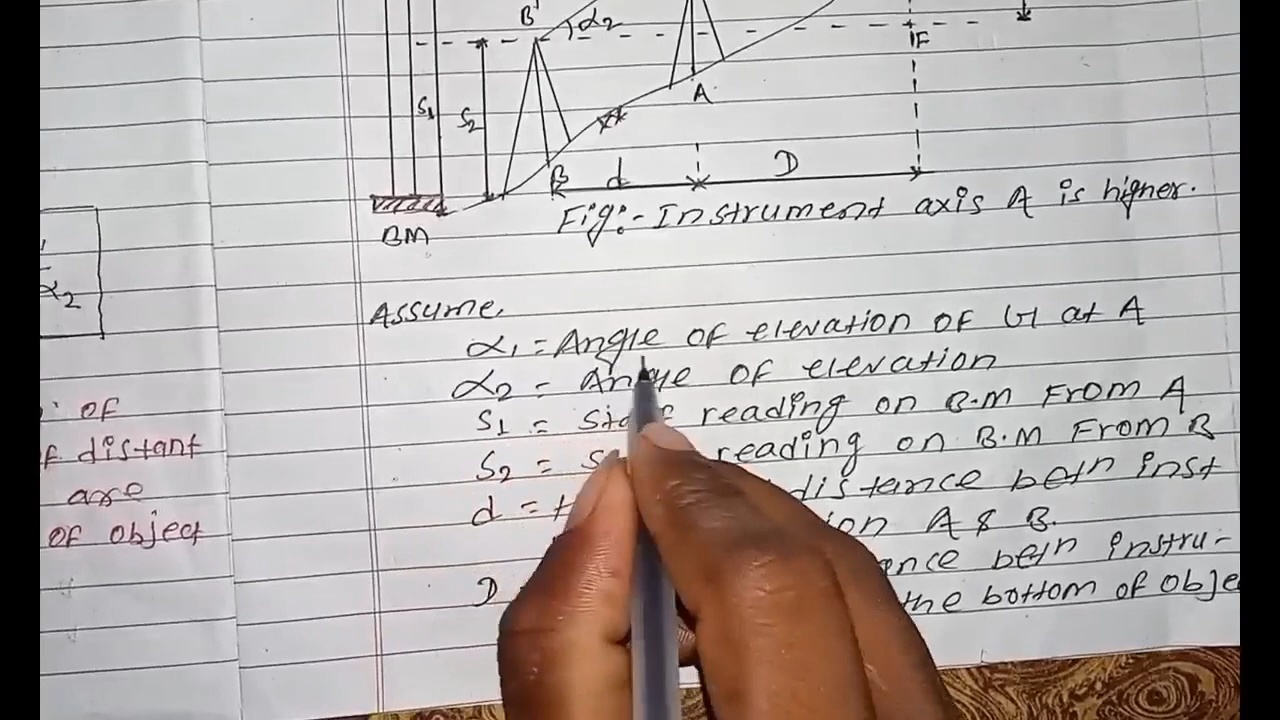 B'
α2
S1
S2
F
A
B
d
D
BM
Fig:- Instrument axis A is higher.
α2
Assume,
α1 = Angle of elevation of G at A
α2 = Angle of elevation
S1 = reading on B.M From A
S2 = reading on B.M From B
d = distance betn inst
A & B.
D betn instru-
the bottom of
of
distant
are
of object